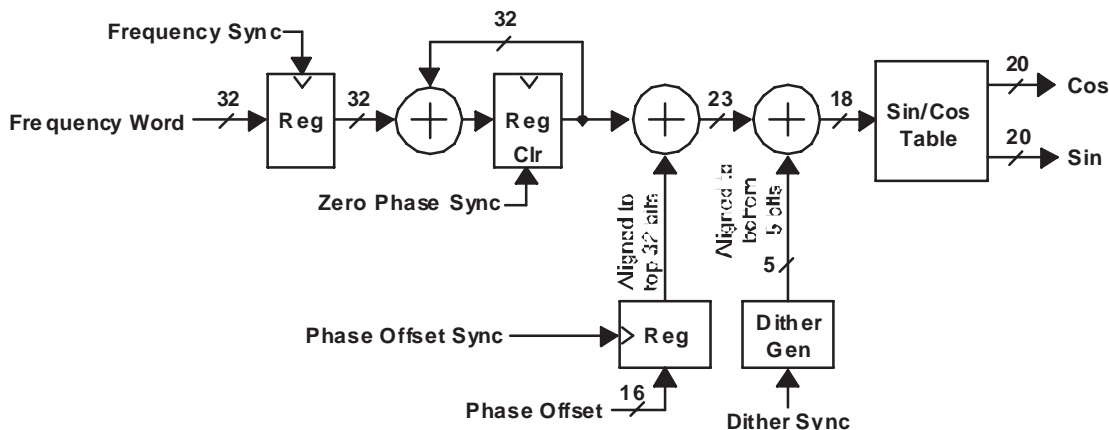 32
Frequency Sync
32
32
23
18
20
Cos
Frequency Word
Reg
Reg
Clr
Sin/Cos
Table
20
Sin
Zero Phase Sync
Aligned to
top 32 bits
Aligned to
bottom
5 bits
5
Phase Offset Sync
Reg
Dither
Gen
16
Phase Offset
Dither Sync